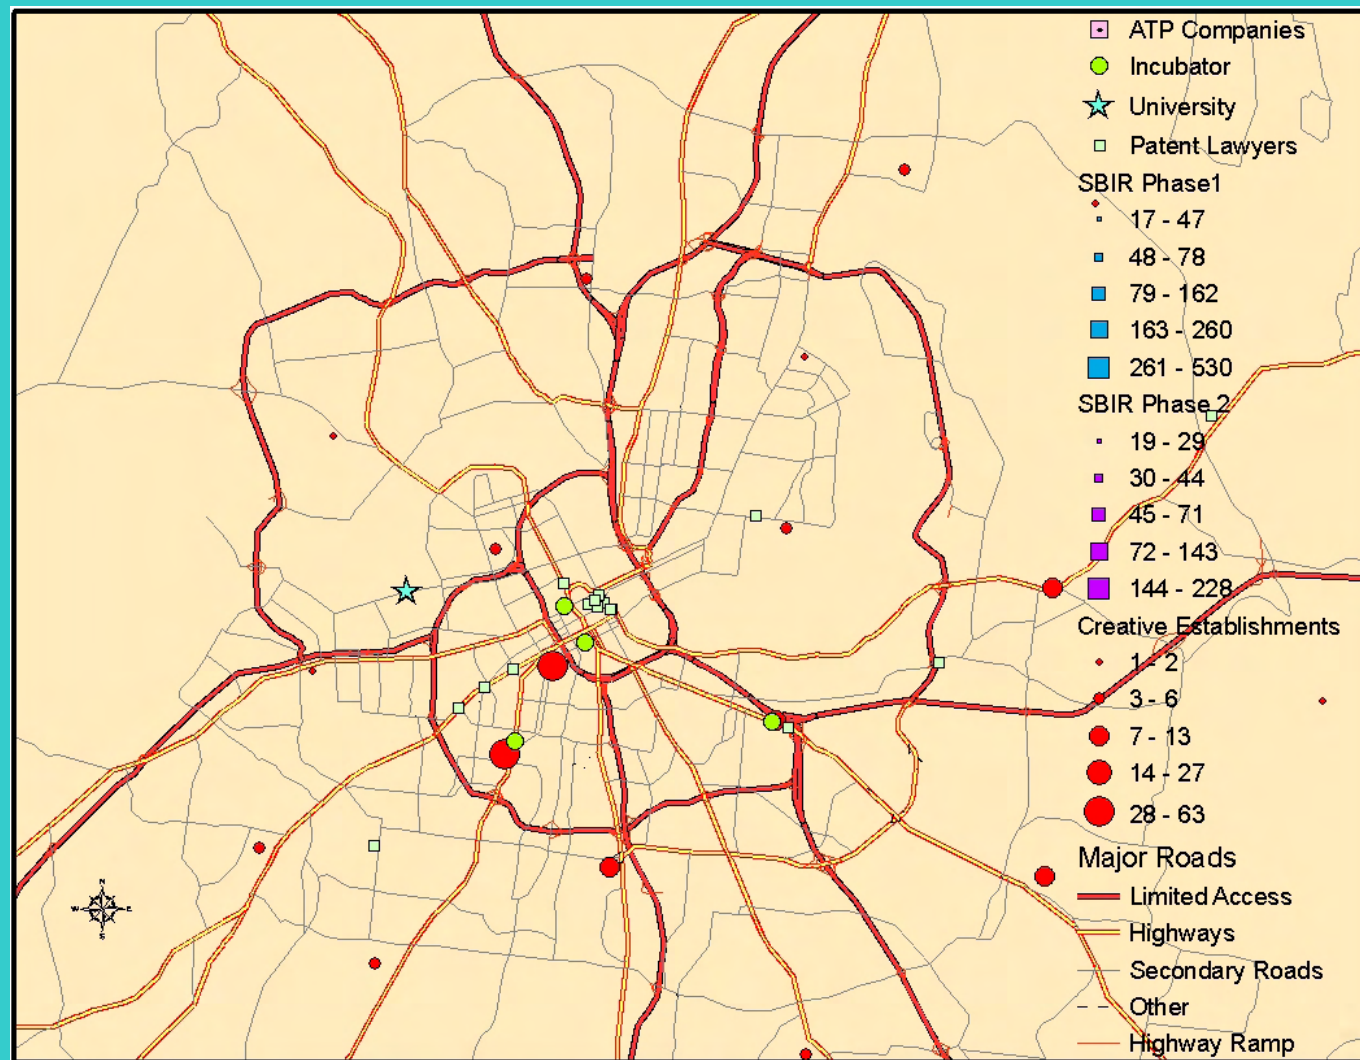 ATP Companies
Incubator
University
Patent Lawyers
SBIR Phase1
17 - 47
48 - 78
79 - 162
163 - 260
261 - 530
SBIR Phase 2
19 - 29
30 - 44
45 - 71
72 - 143
144 - 228
Creative Establishments
1 - 2
3 - 6
7 - 13
14 - 27
28 - 63
Major Roads
Limited Access
Highways
Secondary Roads
Other
Highway Ramp
N
W E
S